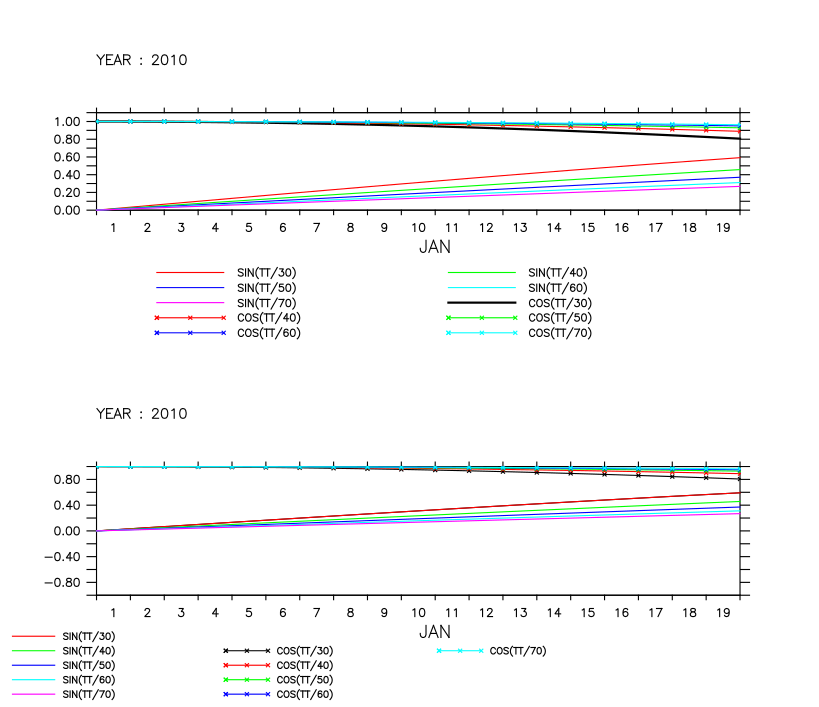 YEAR : 2010
1.00
0.80
0.60
0.40
0.20
0.00
1 2 3 4 5 6 7 8 9 10 11 12 13 14 15 16 17 18 19
JAN
SIN(TT/30) SIN(TT/40)
SIN(TT/50) SIN(TT/60)
SIN(TT/70) COS(TT/30)
COS(TT/40) COS(TT/50)
COS(TT/60) COS(TT/70)
YEAR : 2010
0.80
0.40
0.00
−0.40
−0.80
1 2 3 4 5 6 7 8 9 10 11 12 13 14 15 16 17 18 19
JAN
SIN(TT/30)
SIN(TT/40) COS(TT/30) COS(TT/70)
SIN(TT/50) COS(TT/40)
SIN(TT/60) COS(TT/50)
SIN(TT/70) COS(TT/60)